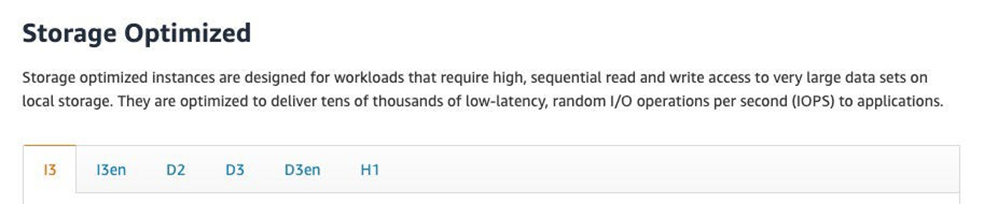 Storage Optimized
Storage optimized instances are designed for workloads that require high, sequential read and write access to very large data sets on
local storage. They are optimized to deliver tens of thousands of low-latency, random I/O operations per second (IOPS) to applications.
I3 I3en D2 D3 D3en H1